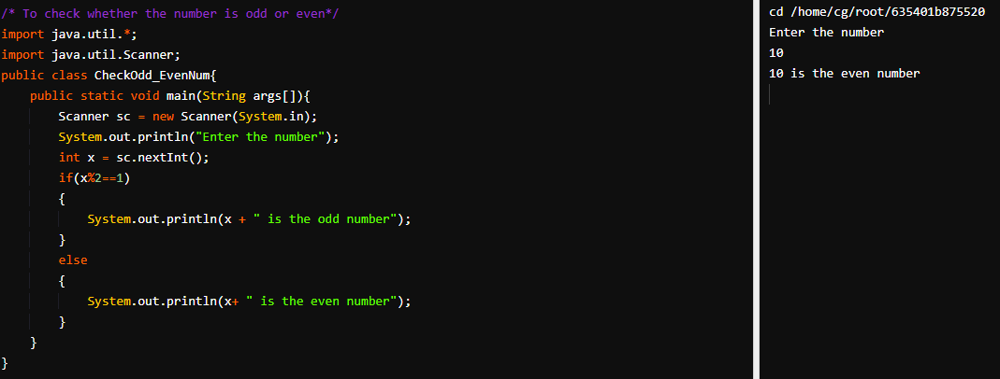 /* To check whether the number is odd or even*/
import java.util.*;
import java.util.Scanner;
public class CheckOdd_EvenNum{
    public static void main(String args[]){
        Scanner sc = new Scanner(System.in);
        System.out.println("Enter the number");
        int x = sc.nextInt();
        if(x%2==1)
        {
            System.out.println(x + " is the odd number");
        }
        else
        {
            System.out.println(x+ " is the even number");
        }
    }
}
cd /home/cg/root/635401b875520
Enter the number
10
10 is the even number